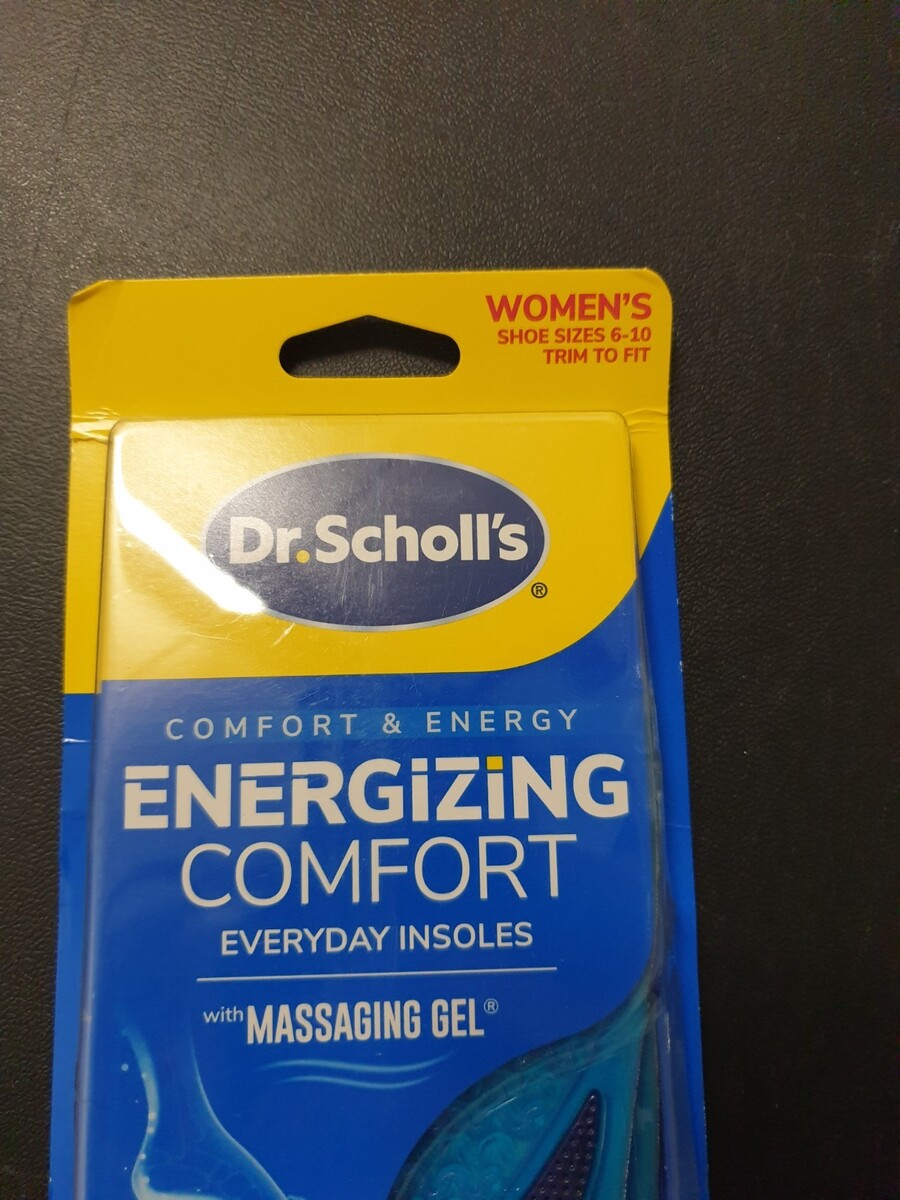 WOMEN'S
SHOE SIZES 6-10
TRIM TO FIT
Dr.Scholl's
®
COMFORT & ENERGY
ENERGiZiNG
COMFORT
EVERYDAY INSOLES
with MASSAGING GEL®